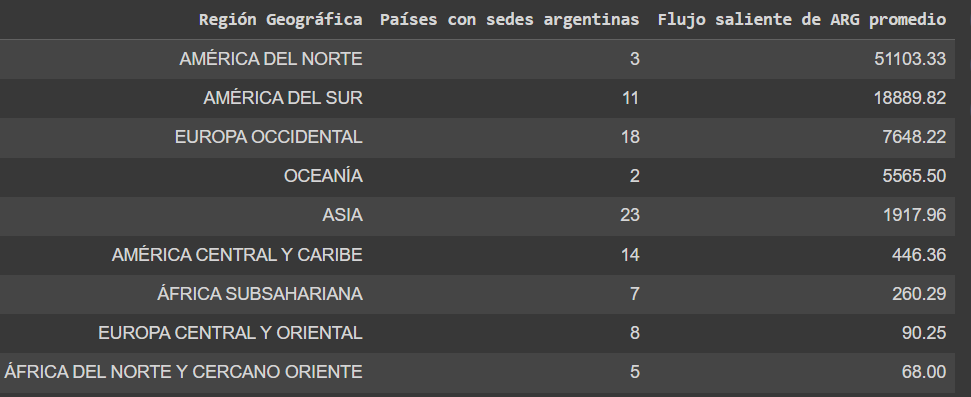 Región Geográfica Países con sedes argentinas Flujo saliente de ARG promedio
AMÉRICA DEL NORTE 3 51103.33
AMÉRICA DEL SUR 11 18889.82
EUROPA OCCIDENTAL 18 7648.22
OCEANÍA 2 5565.50
ASIA 23 1917.96
AMÉRICA CENTRAL Y CARIBE 14 446.36
ÁFRICA SUBSAHARIANA 7 260.29
EUROPA CENTRAL Y ORIENTAL 8 90.25
ÁFRICA DEL NORTE Y CERCANO ORIENTE 5 68.00